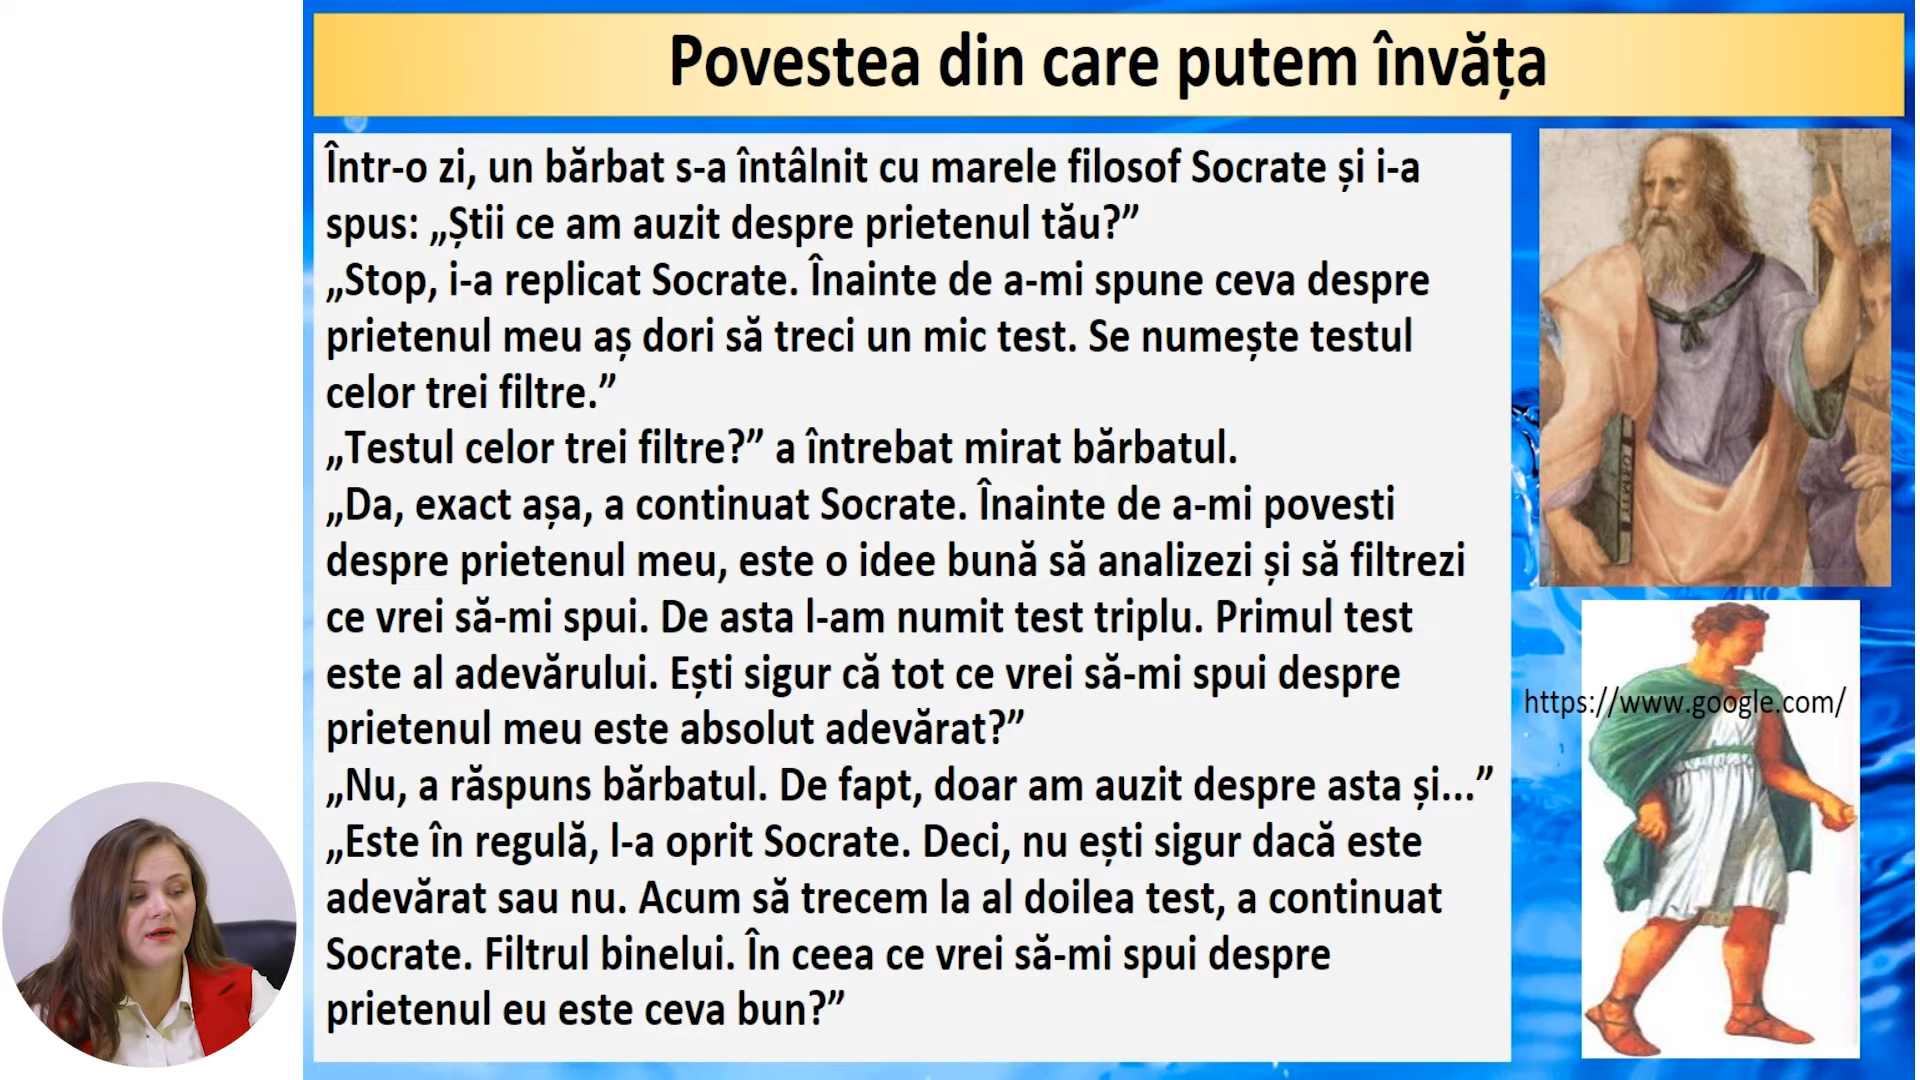 Povestea din care putem învăța
Într-o zi, un bărbat s-a întâlnit cu marele filosof Socrate și i-a
spus: „Știi ce am auzit despre prietenul tău?”
„Stop, i-a replicat Socrate. Înainte de a-mi spune ceva despre
prietenul meu aș dori să treci un mic test. Se numește testul
celor trei filtre.”
„Testul celor trei filtre?” a întrebat mirat bărbatul.
„Da, exact așa, a continuat Socrate. Înainte de a-mi povesti
despre prietenul meu, este o idee bună să analizezi și să filtrezi
ce vrei să-mi spui. De asta l-am numit test triplu. Primul test
este al adevărului. Ești sigur că tot ce vrei să-mi spui despre
prietenul meu este absolut adevărat?”
„Nu, a răspuns bărbatul. De fapt, doar am auzit despre asta și...”
„Este în regulă, l-a oprit Socrate. Deci, nu ești sigur dacă este
adevărat sau nu. Acum să trecem la al doilea test, a continuat
Socrate. Filtrul binelui. În ceea ce vrei să-mi spui despre
prietenul eu este ceva bun?”
https://www.google.com/